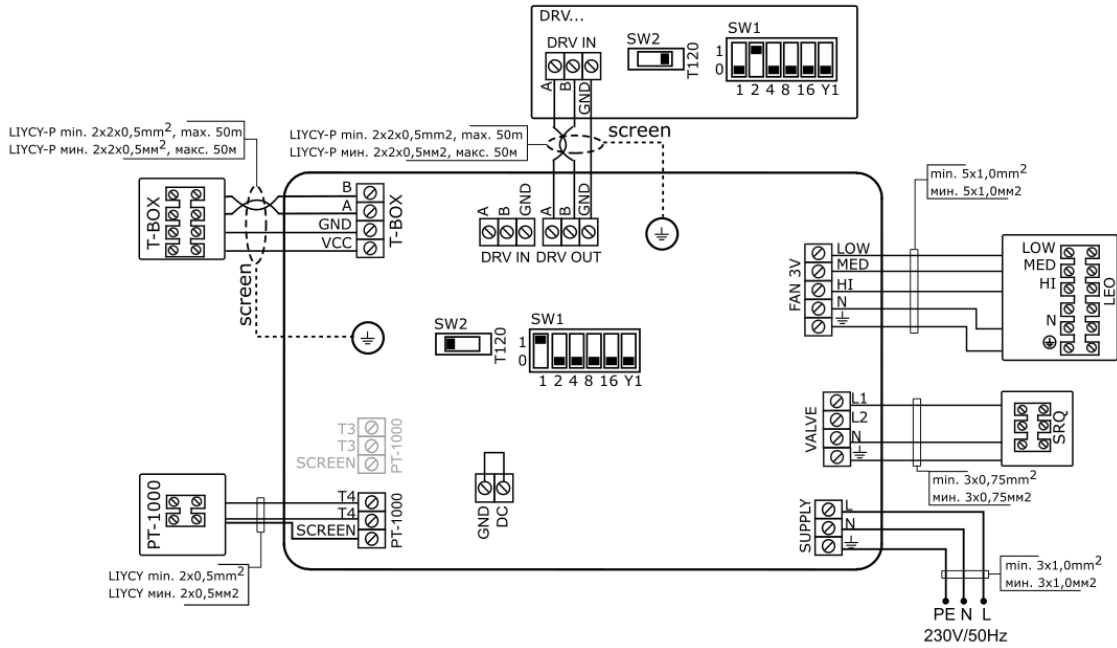 DRV...
DRV IN
SW2
T120
SW1
1
0
1 2 4 8 16 Y1
A
B
GND
LIYCY-P min. 2x2x0,5mm², max. 50m
LIYCY-P мин. 2x2x0,5мм², макс. 50м
LIYCY-P min. 2x2x0,5mm2, max. 50m
LIYCY-P мин. 2x2x0,5мм2, макс. 50м
screen
T-BOX
B
A
GND
VCC
T-BOX
screen
A
B
GND
A
B
GND
DRV IN DRV OUT
min. 5x1,0mm²
мин. 5x1,0мм2
FAN 3V
LOW
MED
HI
N
LOW
MED
HI
N
LEO
SW2
T120
SW1
1
0
1 2 4 8 16 Y1
VALVE
L1
L2
N
SRQ
min. 3x0,75mm²
мин. 3x0,75мм2
T3
T3
SCREEN
PT-1000
PT-1000
T4
T4
SCREEN
PT-1000
GND
DC
LIYCY min. 2x0,5mm²
LIYCY мин. 2x0,5мм2
SUPPLY
L
N
min. 3x1,0mm²
мин. 3x1,0мм2
PE N L
230V/50Hz